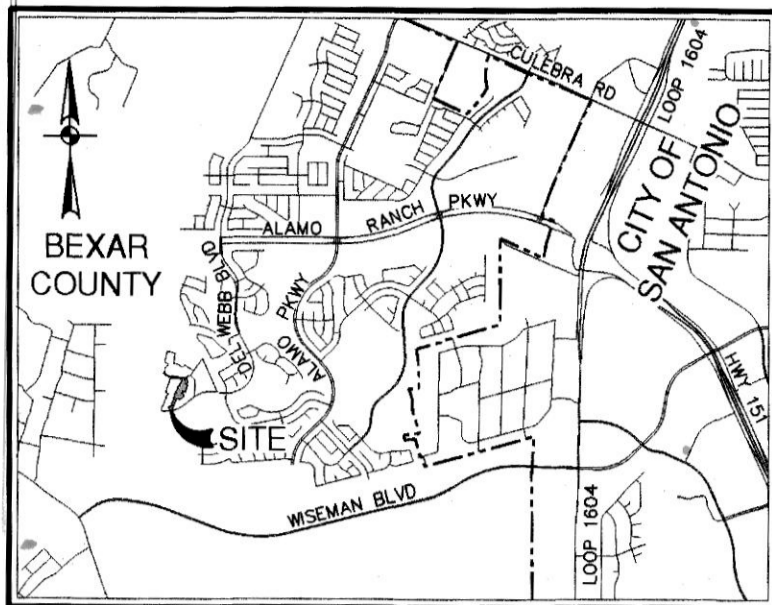 CULEBRA RD
LOOP 1604
CITY OF
SAN ANTONIO
BEXAR
COUNTY
ALAMO RANCH PKWY
DEL WEBB BLVD
ALAMO PKWY
HWY 151
SITE
WISEMAN BLVD
LOOP 1604